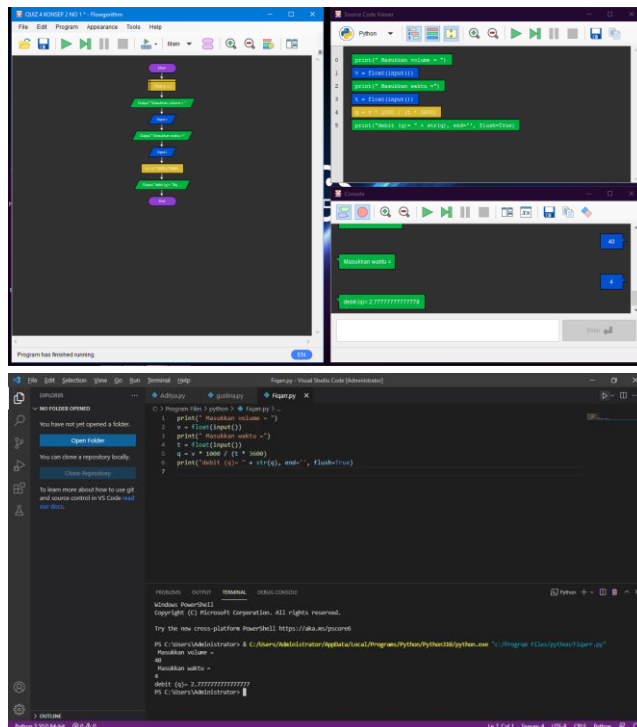 QUIZ 4 KONSEP 2 NO 1 * - Flowgorithm
File Edit Program Appearance Tools Help
Main
Main
Output " Masukkan volume = "
Input v
Output " Masukkan waktu ="
Input t
End
Program has finished running.
EN
Source Code Viewer
Python
0 print(" Masukkan volume = ")
1 v = float(input())
2 print(" Masukkan waktu =")
3 t = float(input())
4 q = v * 1000 / (t * 3600)
5 print("debit (q)= " + str(q), end='', flush=True)
Console
40
Masukkan waktu =
4
debit (q)= 2.7777777777777778
Enter
File Edit Selection View Go Run Terminal Help
Fiqarr.py - Visual Studio Code [Administrator]
EXPLORER
NO FOLDER OPENED
You have not yet opened a folder.
Open Folder
You can clone a repository locally.
Clone Repository
To learn more about how to use git
and source control in VS Code read
our docs.
OUTLINE
Aditya.py gustina.py Fiqarr.py
C: > Program Files > python > Fiqarr.py > ...
1 print(" Masukkan volume = ")
2 v = float(input())
3 print(" Masukkan waktu =")
4 t = float(input())
5 q = v * 1000 / (t * 3600)
6 print("debit (q)= " + str(q), end='', flush=True)
7
PROBLEMS OUTPUT TERMINAL DEBUG CONSOLE
Python
Windows PowerShell
Copyright (C) Microsoft Corporation. All rights reserved.
Try the new cross-platform PowerShell https://aka.ms/pscore6
PS C:\Users\Administrator> & C:/Users/Administrator/AppData/Local/Programs/Python/Python310/python.exe "c:/Program Files/python/Fiqarr.py"
Masukkan volume =
40
Masukkan waktu =
4
debit (q)= 2.7777777777777777
PS C:\Users\Administrator>